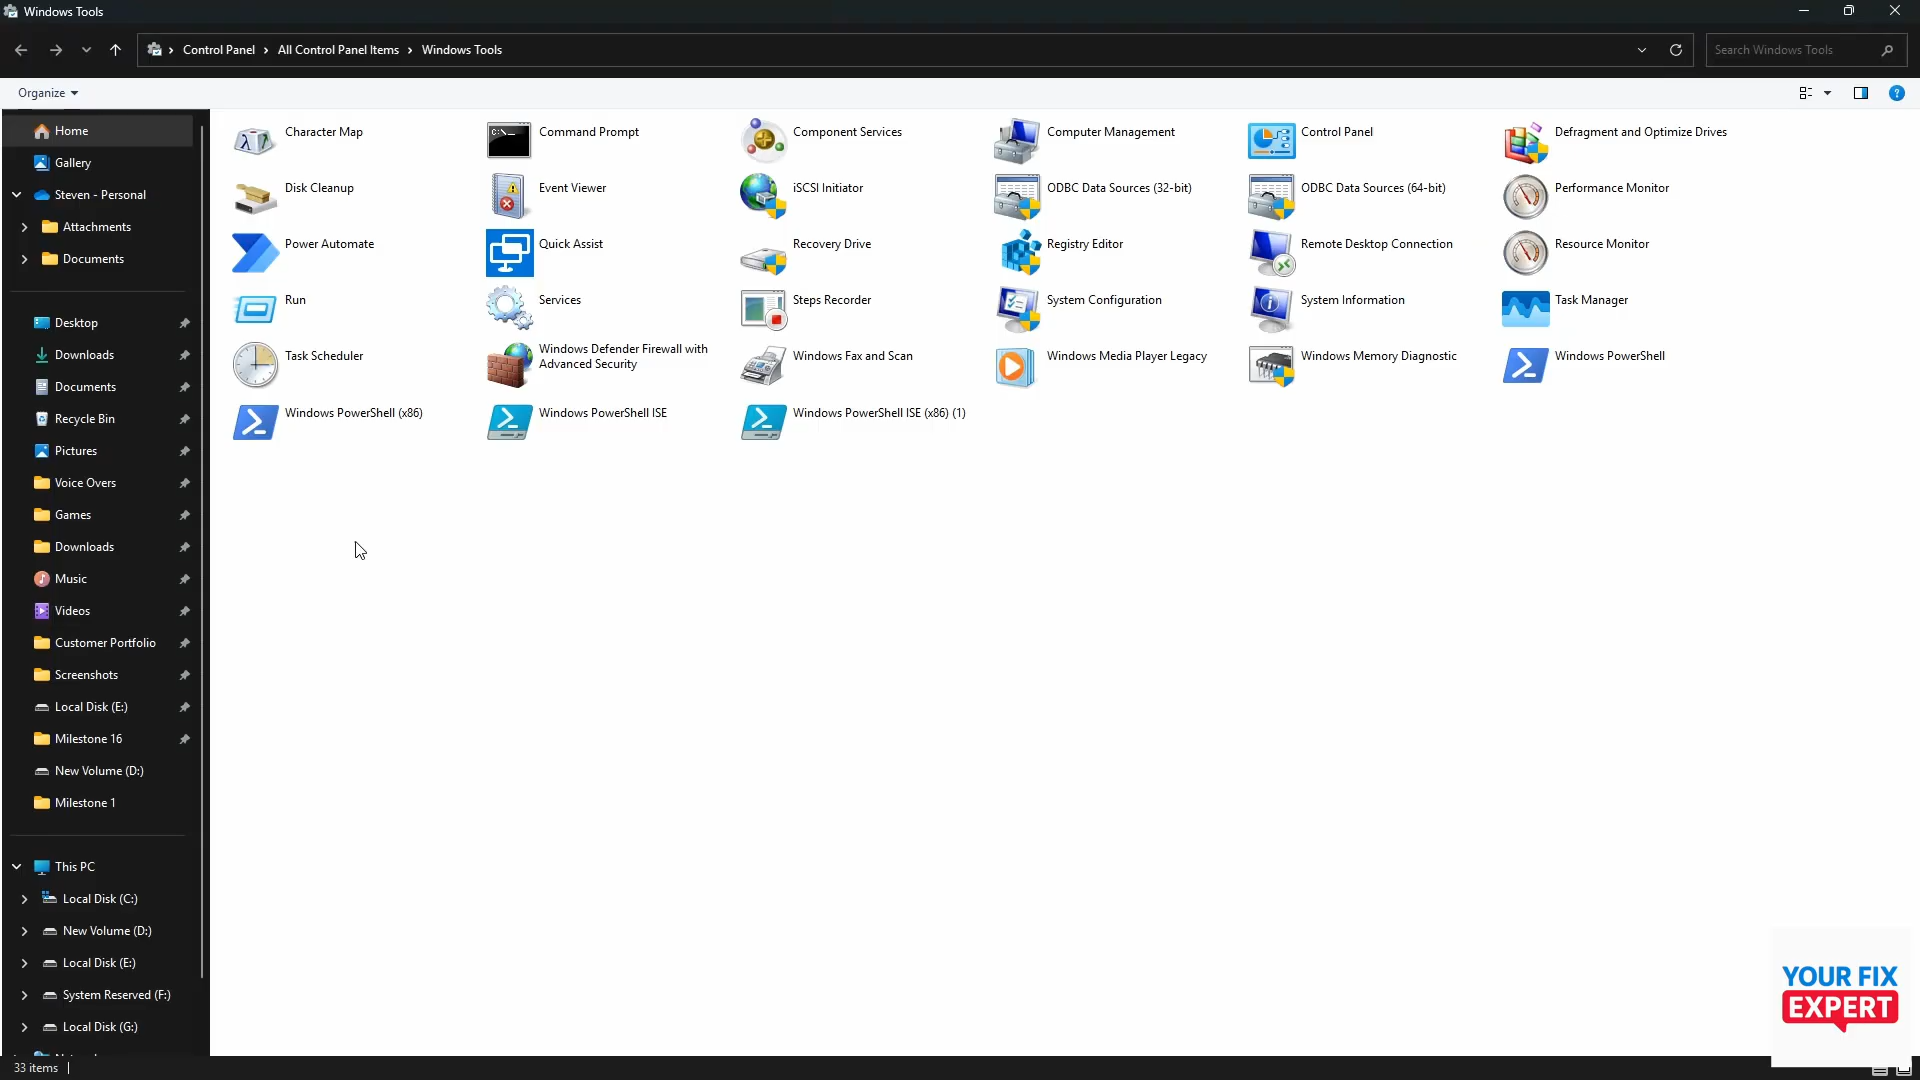 Windows Tools
Control Panel > All Control Panel Items > Windows Tools
Search Windows Tools
Organize
Home
Gallery
Steven - Personal
Attachments
Documents
Desktop
Downloads
Documents
Recycle Bin
Pictures
Voice Overs
Games
Downloads
Music
Videos
Customer Portfolio
Screenshots
Local Disk (E:)
Milestone 16
New Volume (D:)
Milestone 1
This PC
Local Disk (C:)
New Volume (D:)
Local Disk (E:)
System Reserved (F:)
Local Disk (G:)
Character Map
Command Prompt
Component Services
Computer Management
Control Panel
Defragment and Optimize Drives
Disk Cleanup
Event Viewer
iSCSI Initiator
ODBC Data Sources (32-bit)
ODBC Data Sources (64-bit)
Performance Monitor
Power Automate
Quick Assist
Recovery Drive
Registry Editor
Remote Desktop Connection
Resource Monitor
Run
Services
Steps Recorder
System Configuration
System Information
Task Manager
Task Scheduler
Windows Defender Firewall with
Advanced Security
Windows Fax and Scan
Windows Media Player Legacy
Windows Memory Diagnostic
Windows PowerShell
Windows PowerShell (x86)
Windows PowerShell ISE
Windows PowerShell ISE (x86) (1)
YOUR FIX
EXPERT
33 items